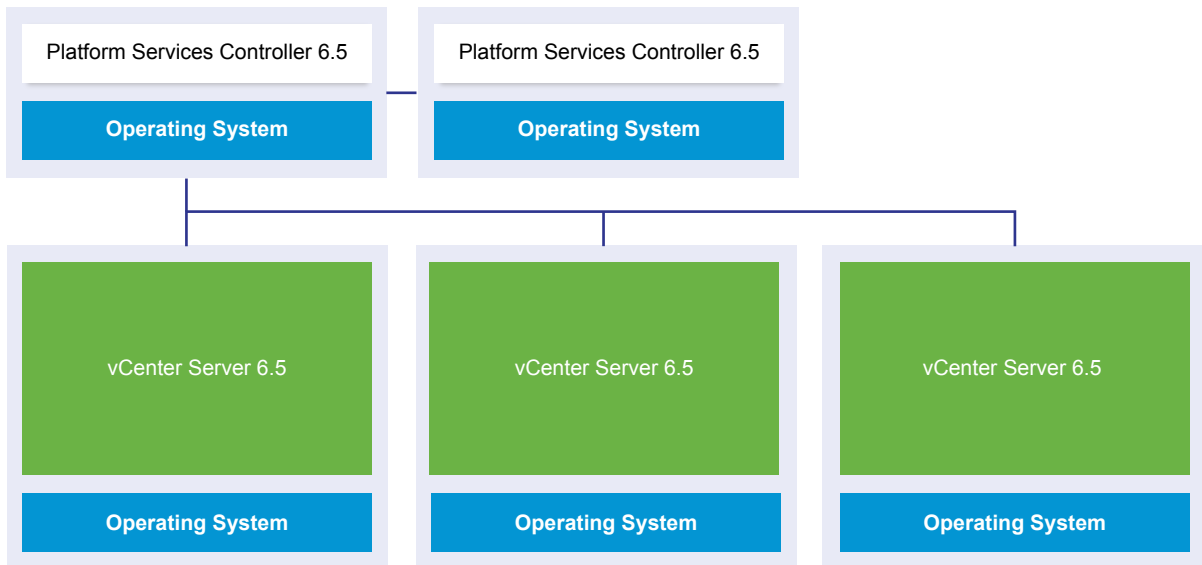 Platform Services Controller 6.5
Platform Services Controller 6.5
Operating System
Operating System
vCenter Server 6.5
vCenter Server 6.5
vCenter Server 6.5
Operating System
Operating System
Operating System